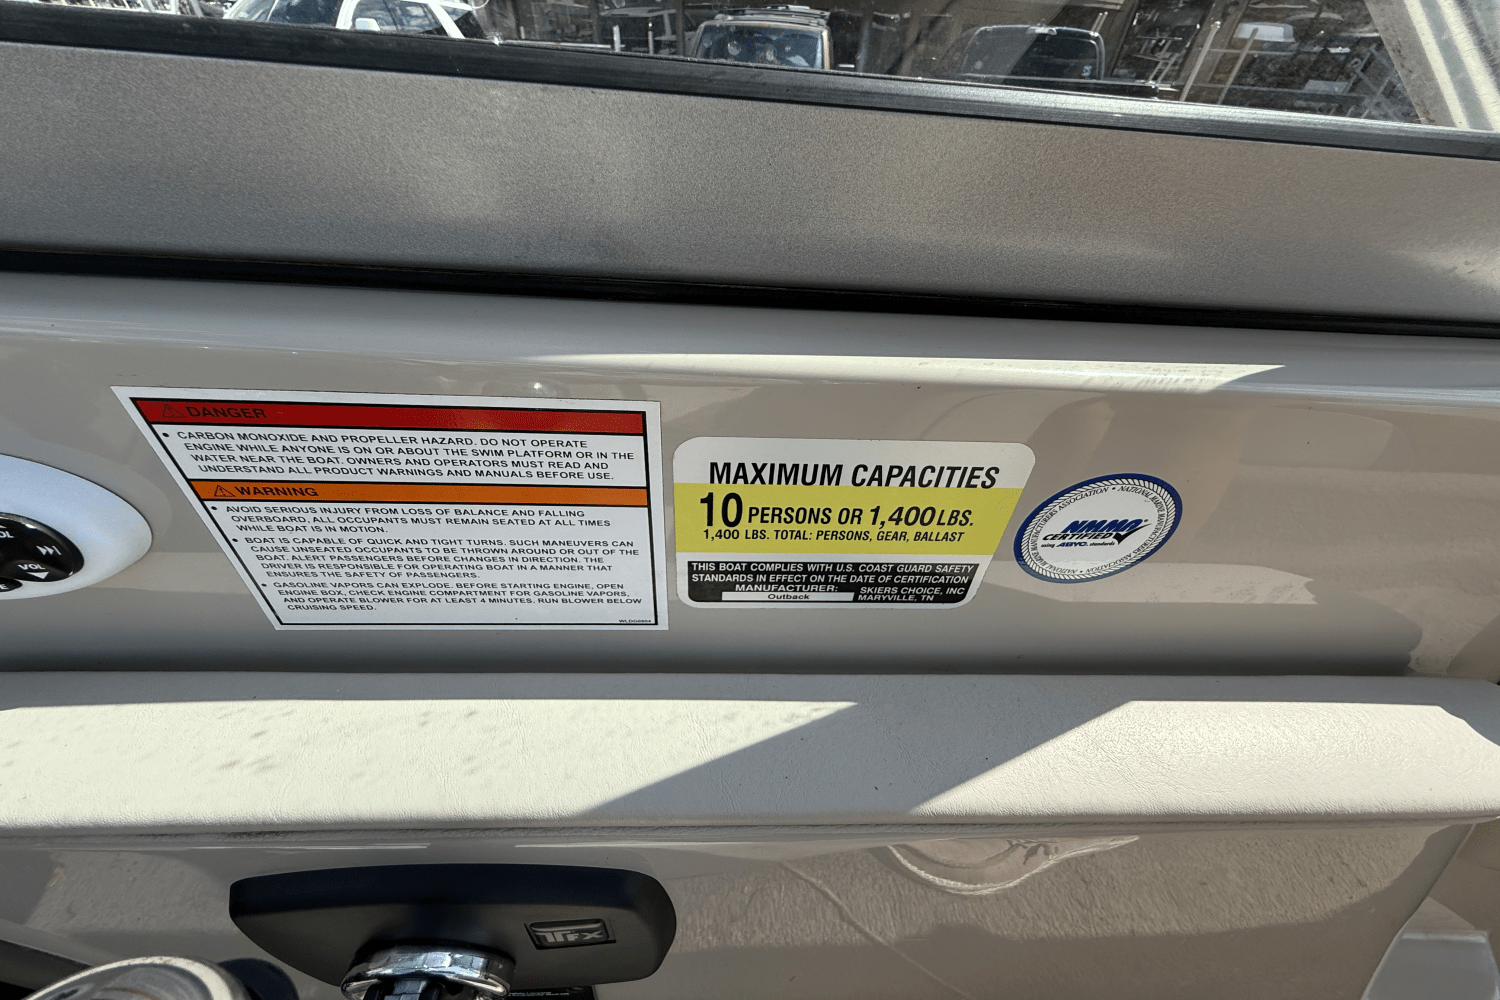 DANGER
• CARBON MONOXIDE AND PROPELLER HAZARD. DO NOT OPERATE
ENGINE WHILE ANYONE IS ON OR ABOUT THE SWIM PLATFORM OR IN THE
WATER NEAR THE BOAT. OWNERS AND OPERATORS MUST READ AND
UNDERSTAND ALL PRODUCT WARNINGS AND MANUALS BEFORE USE.
WARNING
• AVOID SERIOUS INJURY FROM LOSS OF BALANCE AND FALLING
OVERBOARD, ALL OCCUPANTS MUST REMAIN SEATED AT ALL TIMES
WHILE BOAT IS IN MOTION.
• BOAT IS CAPABLE OF QUICK AND TIGHT TURNS. SUCH MANEUVERS CAN
CAUSE UNSEATED OCCUPANTS TO BE THROWN AROUND OR OUT OF THE
BOAT. ALERT PASSENGERS BEFORE CHANGES IN DIRECTION. THE
DRIVER IS RESPONSIBLE FOR OPERATING BOAT IN A MANNER THAT
ENSURES THE SAFETY OF PASSENGERS.
• GASOLINE VAPORS CAN EXPLODE. BEFORE STARTING ENGINE, OPEN
ENGINE BOX, CHECK ENGINE COMPARTMENT FOR GASOLINE VAPORS,
AND OPERATE BLOWER FOR AT LEAST 4 MINUTES. RUN BLOWER BELOW
CRUISING SPEED.
MAXIMUM CAPACITIES
10 PERSONS OR 1,400 LBS.
1,400 LBS. TOTAL: PERSONS, GEAR, BALLAST
THIS BOAT COMPLIES WITH U.S. COAST GUARD SAFETY
STANDARDS IN EFFECT ON THE DATE OF CERTIFICATION
MANUFACTURER: SKIERS CHOICE, INC
Outback MARYVILLE, TN
NATIONAL MARINE MANUFACTURERS ASSOCIATION
NMMA
CERTIFIED
using ABYC standards
VOL
TFX